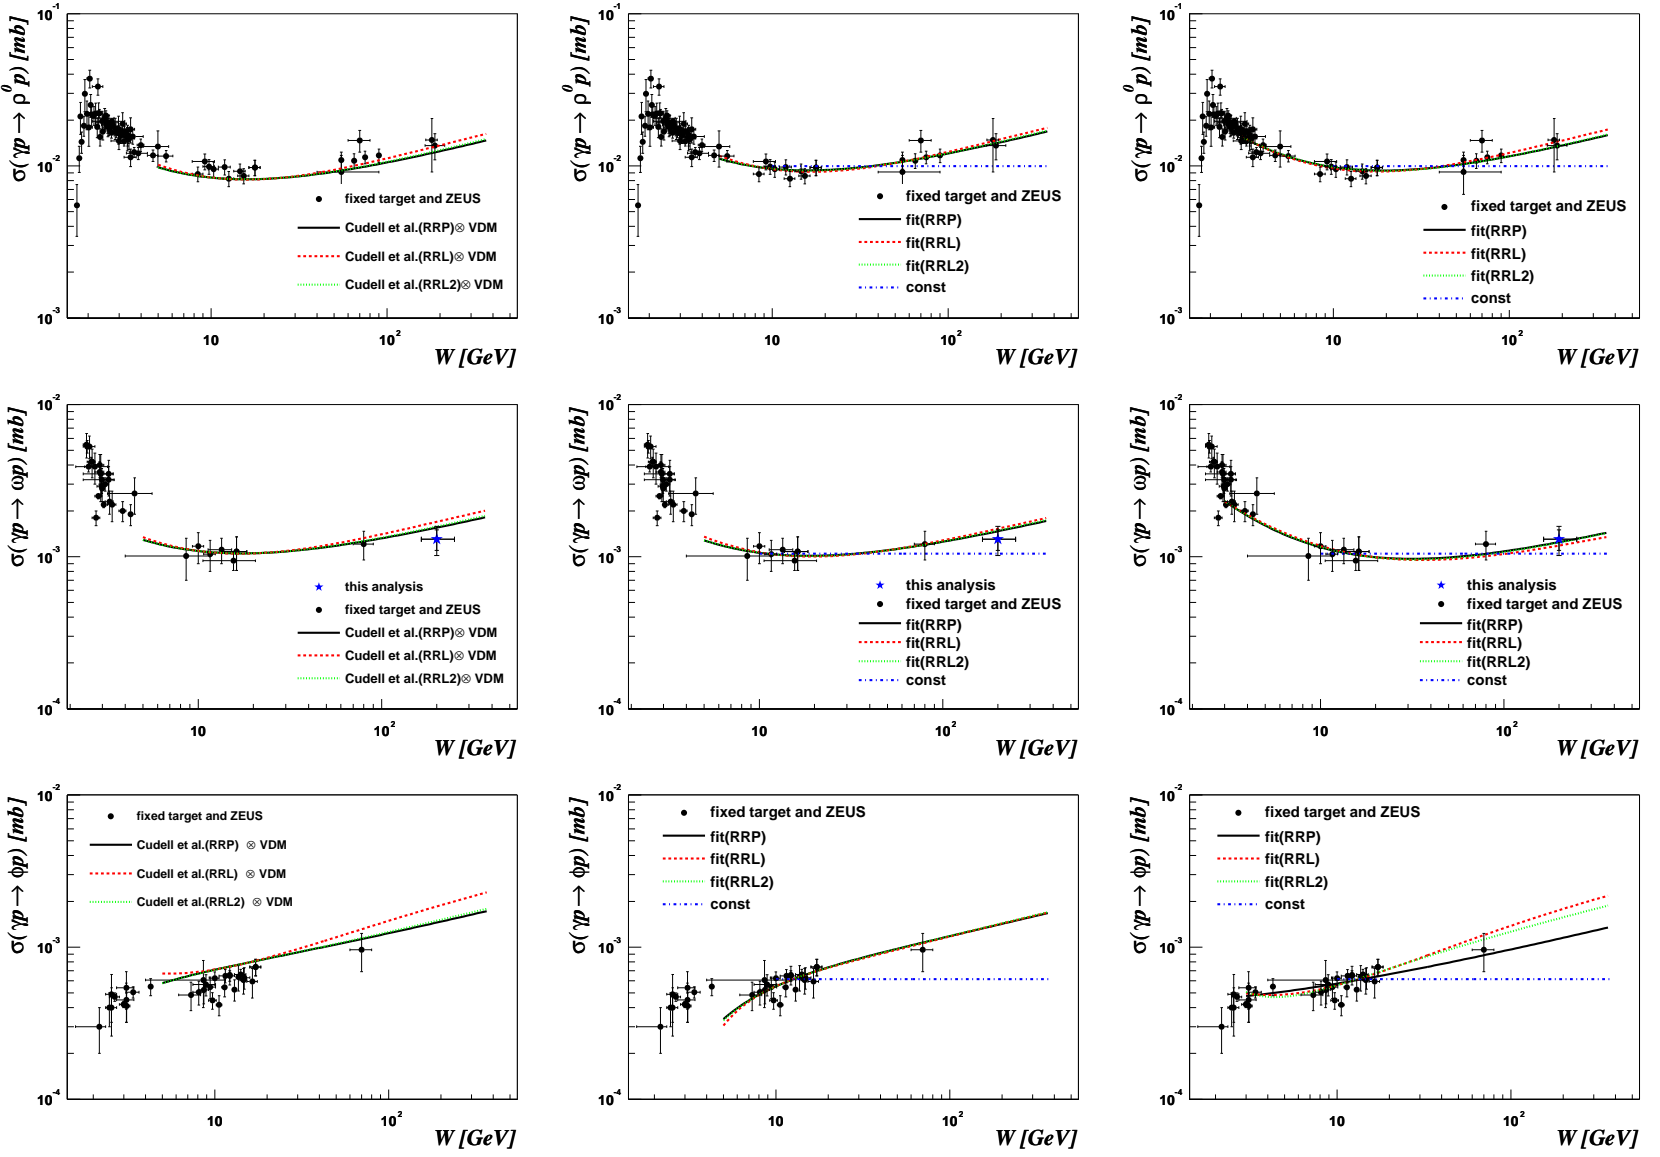 σ(γp → ρ⁰p) [mb]
10⁻¹
10⁻²
10⁻³
fixed target and ZEUS
Cudell et al.(RRP)⊗ VDM
Cudell et al.(RRL)⊗ VDM
Cudell et al.(RRL2)⊗ VDM
10
10²
W [GeV]
σ(γp → ρ⁰p) [mb]
10⁻¹
10⁻²
10⁻³
fixed target and ZEUS
fit(RRP)
fit(RRL)
fit(RRL2)
const
10
10²
W [GeV]
σ(γp → ρ⁰p) [mb]
10⁻¹
10⁻²
10⁻³
fixed target and ZEUS
fit(RRP)
fit(RRL)
fit(RRL2)
const
10
10²
W [GeV]
σ(γp → ωp) [mb]
10⁻²
10⁻³
10⁻⁴
this analysis
fixed target and ZEUS
Cudell et al.(RRP)⊗ VDM
Cudell et al.(RRL)⊗ VDM
Cudell et al.(RRL2)⊗ VDM
10
10²
W [GeV]
σ(γp → ωp) [mb]
10⁻²
10⁻³
10⁻⁴
this analysis
fixed target and ZEUS
fit(RRP)
fit(RRL)
fit(RRL2)
const
10
10²
W [GeV]
σ(γp → ωp) [mb]
10⁻²
10⁻³
10⁻⁴
this analysis
fixed target and ZEUS
fit(RRP)
fit(RRL)
fit(RRL2)
const
10
10²
W [GeV]
σ(γp → ϕp) [mb]
10⁻²
10⁻³
10⁻⁴
fixed target and ZEUS
Cudell et al.(RRP) ⊗ VDM
Cudell et al.(RRL) ⊗ VDM
Cudell et al.(RRL2) ⊗ VDM
10
10²
W [GeV]
σ(γp → ϕp) [mb]
10⁻²
10⁻³
10⁻⁴
fixed target and ZEUS
fit(RRP)
fit(RRL)
fit(RRL2)
const
10
10²
W [GeV]
σ(γp → ϕp) [mb]
10⁻²
10⁻³
10⁻⁴
fixed target and ZEUS
fit(RRP)
fit(RRL)
fit(RRL2)
const
10
10²
W [GeV]